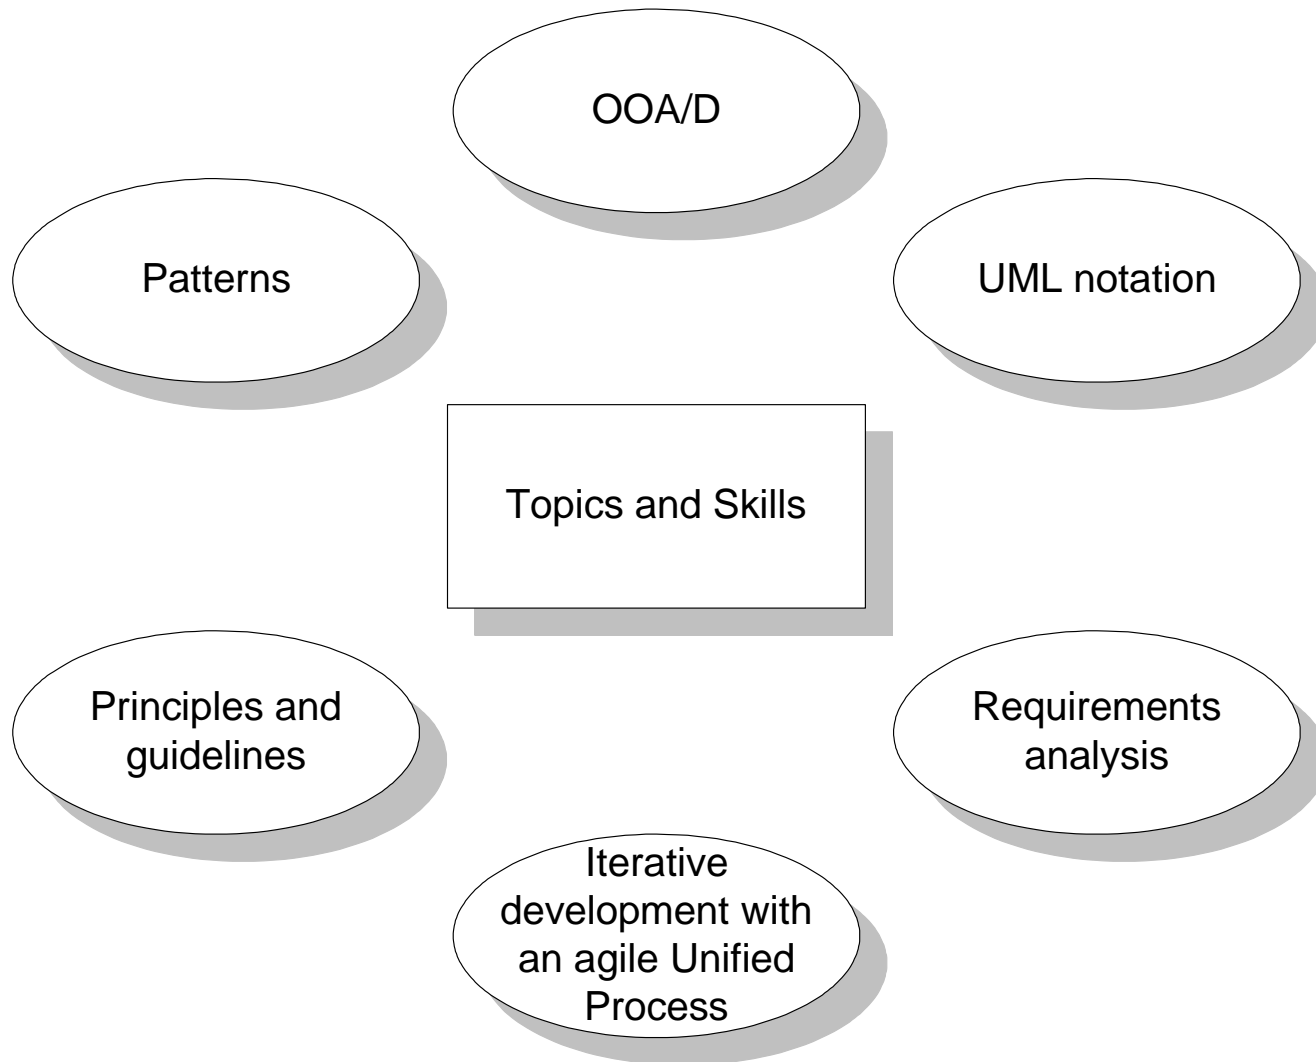 OOA/D
Patterns
UML notation
Topics and Skills
Principles and
guidelines
Requirements
analysis
Iterative
development with
an agile Unified
Process